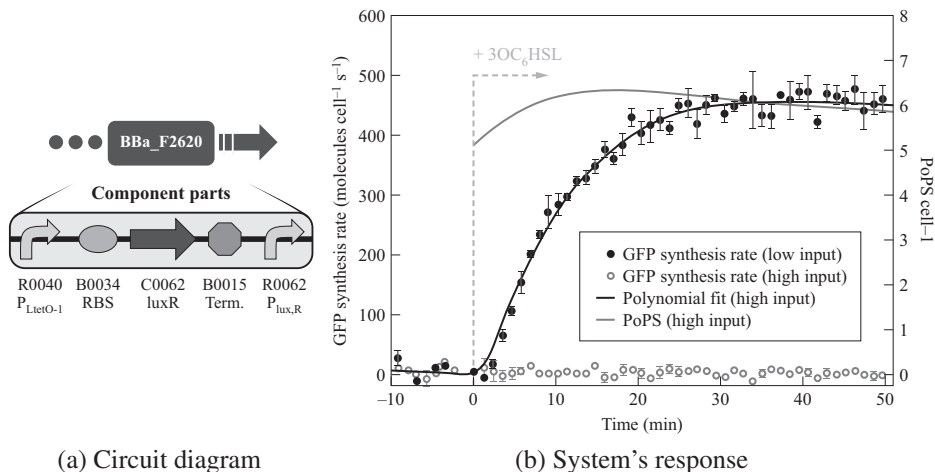 BBa_F2620
Component parts
R0040 B0034 C0062 B0015 R0062
PLtetO-1 RBS luxR Term. Plux,R
(a) Circuit diagram
+ 3OC6HSL
GFP synthesis rate (molecules cell–1 s–1)
600
500
400
300
200
100
0
–10 0 10 20 30 40 50
Time (min)
8
7
6
5
4
3
2
1
0
PoPS cell–1
GFP synthesis rate (low input)
GFP synthesis rate (high input)
Polynomial fit (high input)
PoPS (high input)
(b) System's response